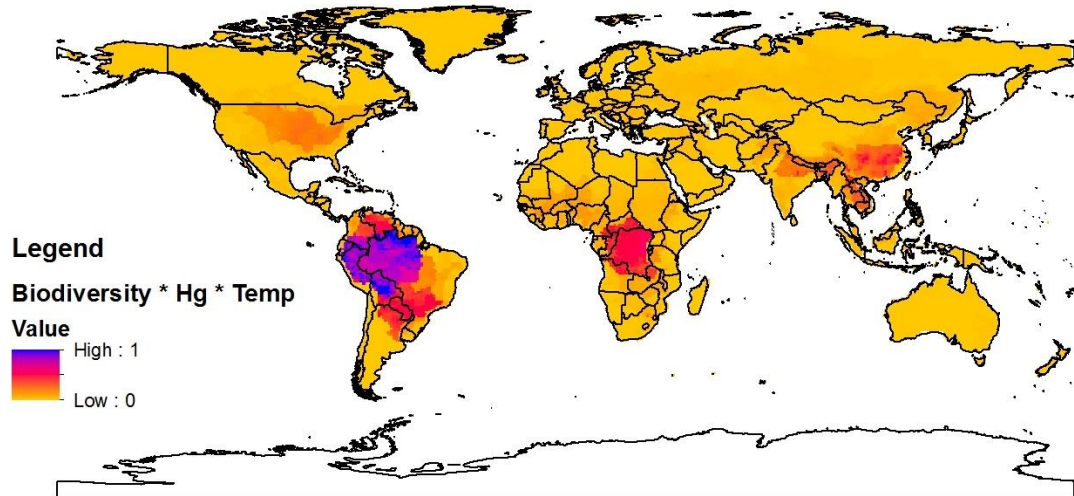 Legend
Biodiversity * Hg * Temp
Value
High : 1
Low : 0